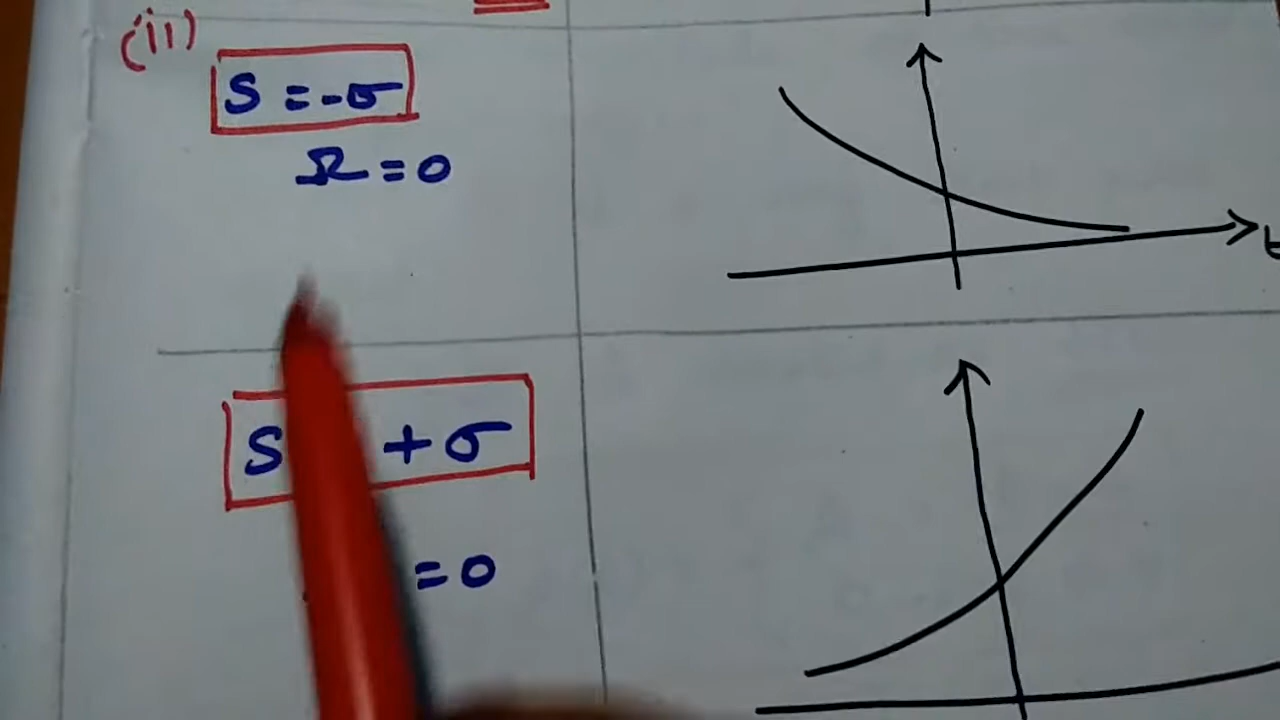 (ii)
S = -σ
Ω = 0
t
S + σ
= 0